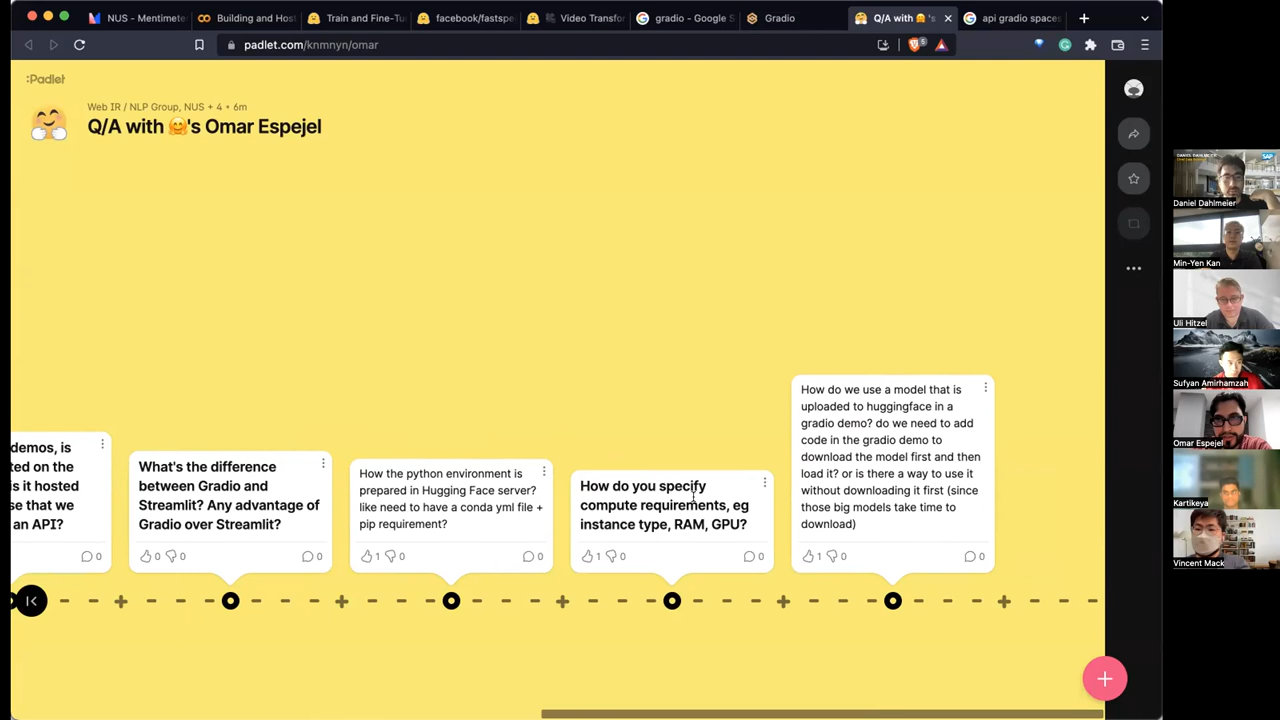 NUS - Mentimete
Building and Host
Train and Fine-Tu
facebook/fastspe
Video Transfor
gradio - Google S
Gradio
Q/A with 🤗's
api gradio spaces
padlet.com/knmnyn/omar
5
:Padlet
Web IR / NLP Group, NUS + 4 • 6m
Q/A with 🤗's Omar Espejel
demos, is
ted on the
is it hosted
se that we
an API?
0
What's the difference
between Gradio and
Streamlit? Any advantage of
Gradio over Streamlit?
0 0 0
How the python environment is
prepared in Hugging Face server?
like need to have a conda yml file +
pip requirement?
1 0 0
How do you specify
compute requirements, eg
instance type, RAM, GPU?
1 0 0
How do we use a model that is
uploaded to huggingface in a
gradio demo? do we need to add
code in the gradio demo to
download the model first and then
load it? or is there a way to use it
without downloading it first (since
those big models take time to
download)
1 0 0
DANIEL DAHLMEIER
SAP
Daniel Dahlmeier
Min-Yen Kan
Uli Hitzel
Sufyan Amirhamzah
Omar Espejel
Kartikeya
Vincent Mack